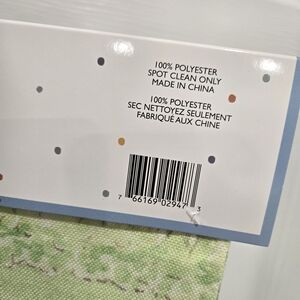 100% POLYESTER
SPOT CLEAN ONLY
MADE IN CHINA
100% POLYESTER
SEC NETTOYEZ SEULEMENT
FABRIQUE AUX CHINE
7 66169 02947 3